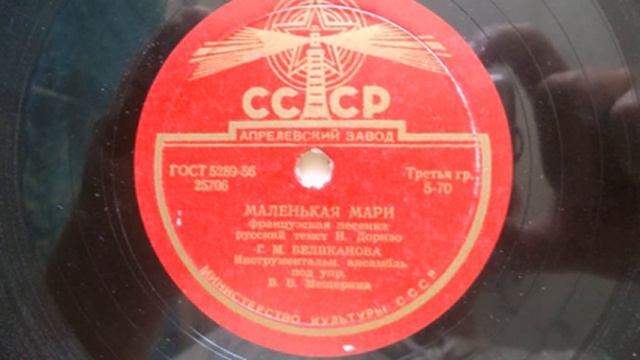 СССР
АПРЕЛЕВСКИЙ ЗАВОД
ГОСТ 5289-56
25706
Третья гр.
5-70
МАЛЕНЬКАЯ МАРИ
французская песенка
русский текст Н. Доризо
Г. М. ВЕЛИКАНОВА
Инструментальн. ансамбль
под упр.
В. В. Мещерина
МИНИСТЕРСТВО КУЛЬТУРЫ СССР